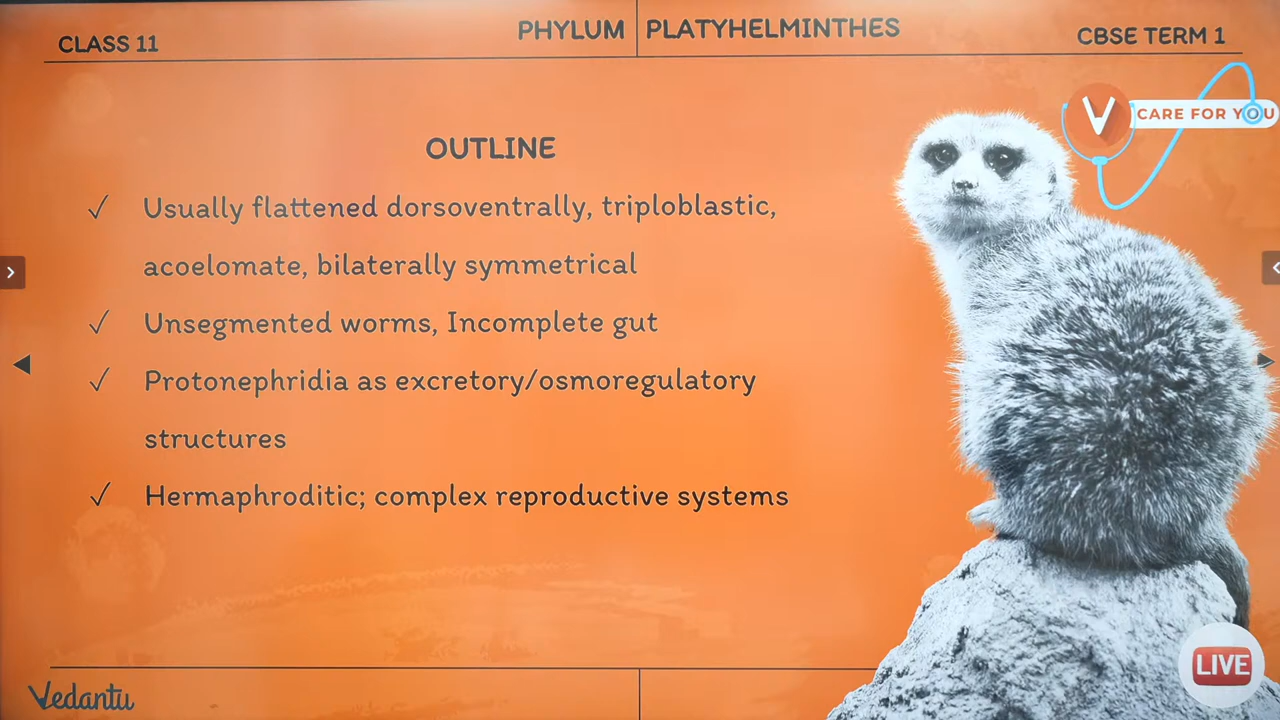 CLASS 11
PHYLUM PLATYHELMINTHES
CBSE TERM 1
CARE FOR YOU
OUTLINE
✓ Usually flattened dorsoventrally, triploblastic,
acoelomate, bilaterally symmetrical
✓ Unsegmented worms, Incomplete gut
✓ Protonephridia as excretory/osmoregulatory
structures
✓ Hermaphroditic; complex reproductive systems
Vedantu
LIVE